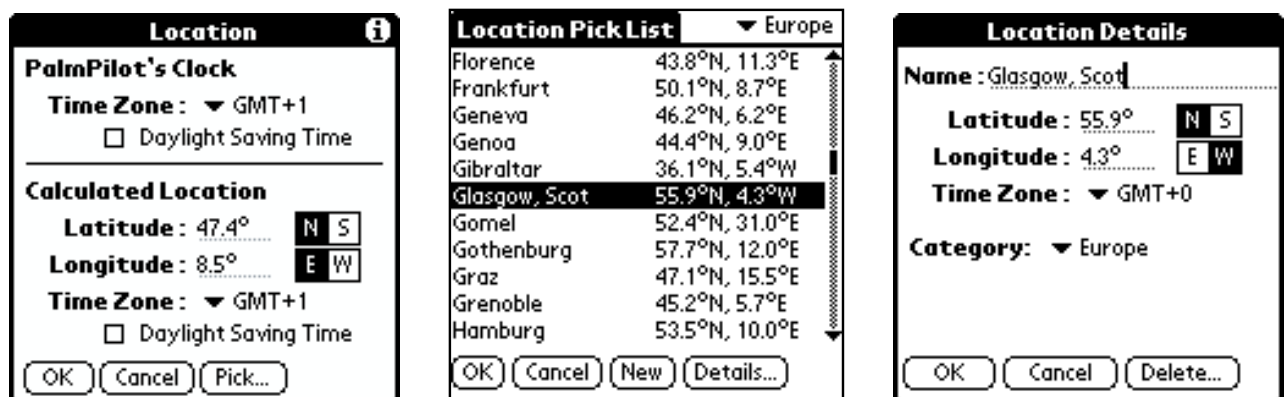 Location
PalmPilot's Clock
Time Zone: GMT+1
Daylight Saving Time
Calculated Location
Latitude: 47.4° N S
Longitude: 8.5° E W
Time Zone: GMT+1
Daylight Saving Time
OK Cancel Pick...
Location Pick List Europe
Florence 43.8°N, 11.3°E
Frankfurt 50.1°N, 8.7°E
Geneva 46.2°N, 6.2°E
Genoa 44.4°N, 9.0°E
Gibraltar 36.1°N, 5.4°W
Glasgow, Scot 55.9°N, 4.3°W
Gomel 52.4°N, 31.0°E
Gothenburg 57.7°N, 12.0°E
Graz 47.1°N, 15.5°E
Grenoble 45.2°N, 5.7°E
Hamburg 53.5°N, 10.0°E
OK Cancel New Details...
Location Details
Name: Glasgow, Scot
Latitude: 55.9° N S
Longitude: 4.3° E W
Time Zone: GMT+0
Category: Europe
OK Cancel Delete...